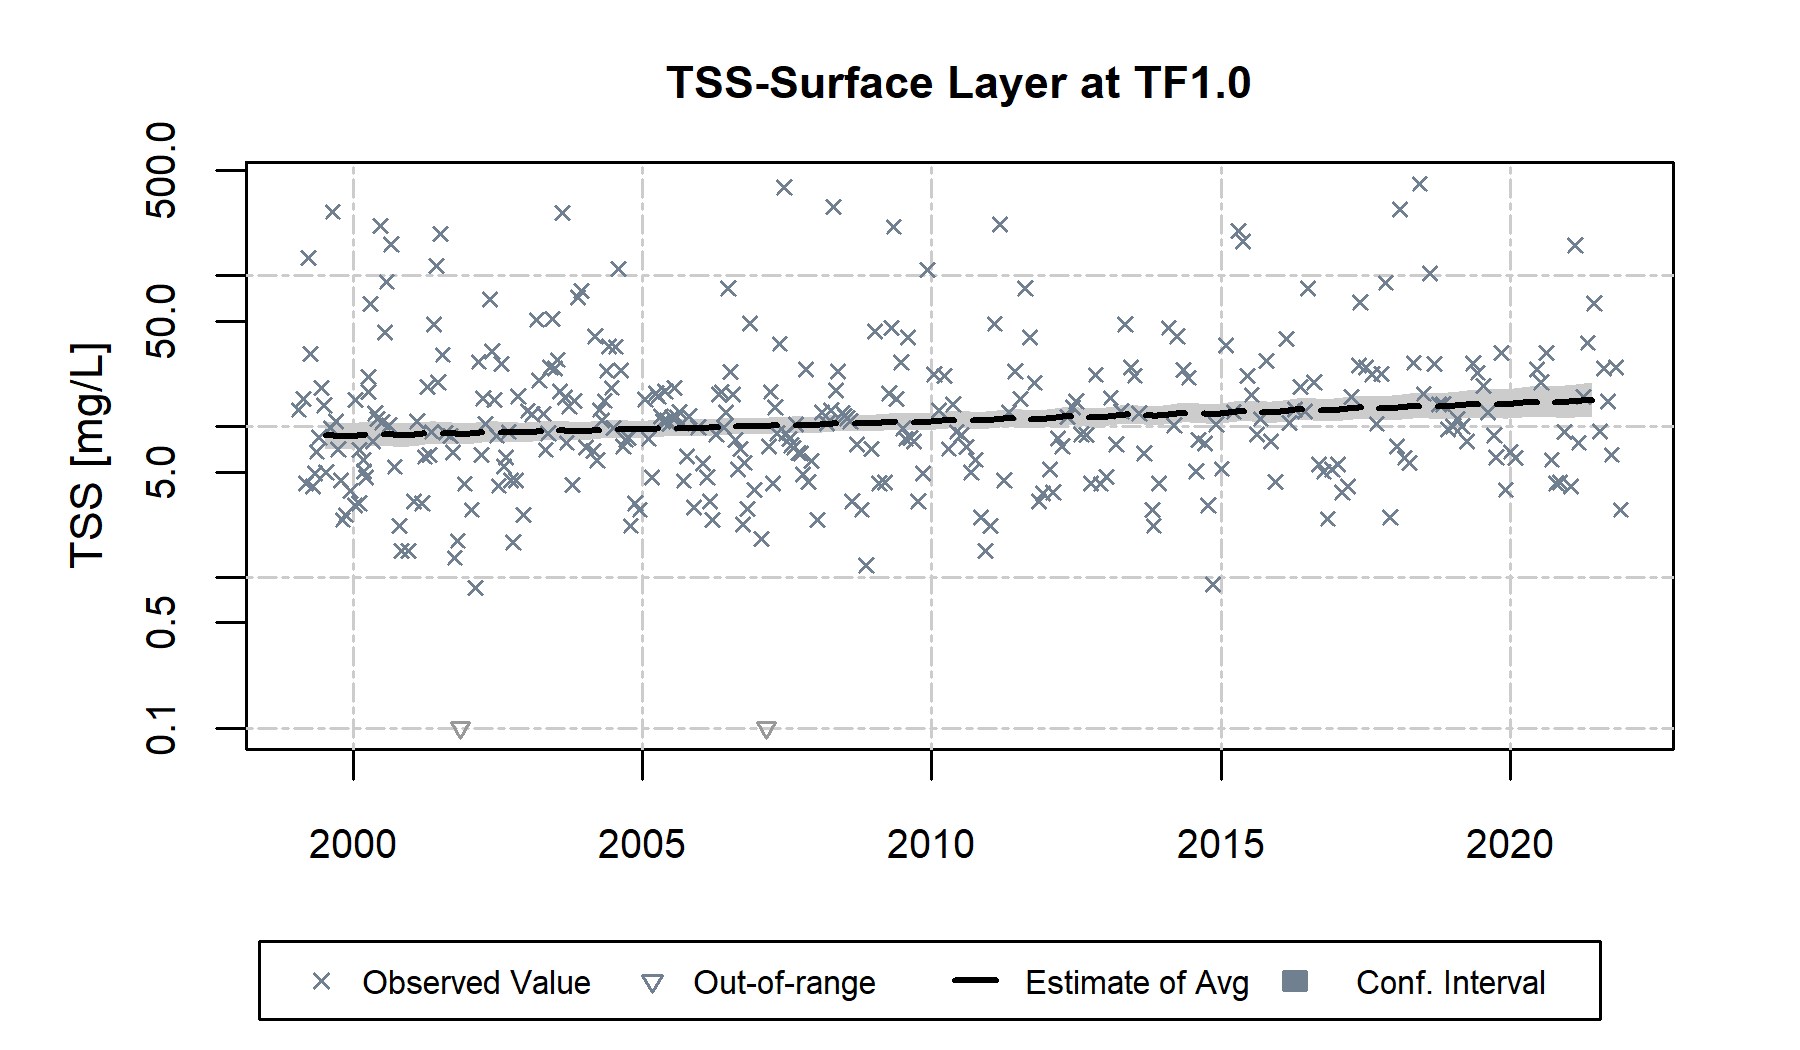 TSS-Surface Layer at TF1.0
TSS [mg/L]
500.0
50.0
5.0
0.5
0.1
2000 2005 2010 2015 2020
Observed Value Out-of-range Estimate of Avg Conf. Interval